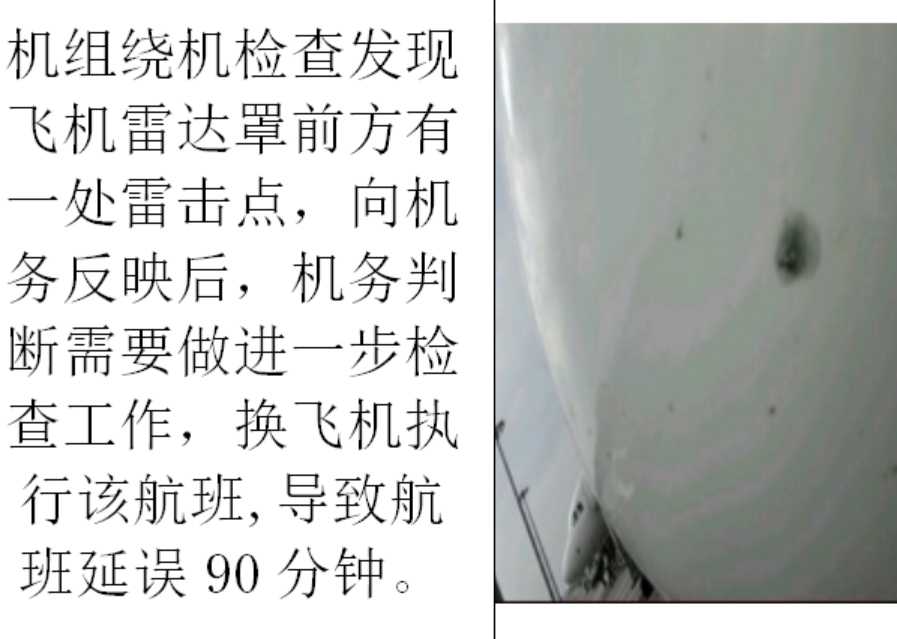 机组绕机检查发现
飞机雷达罩前方有
一处雷击点，向机
务反映后，机务判
断需要做进一步检
查工作，换飞机执
行该航班,导致航
班延误 90 分钟。